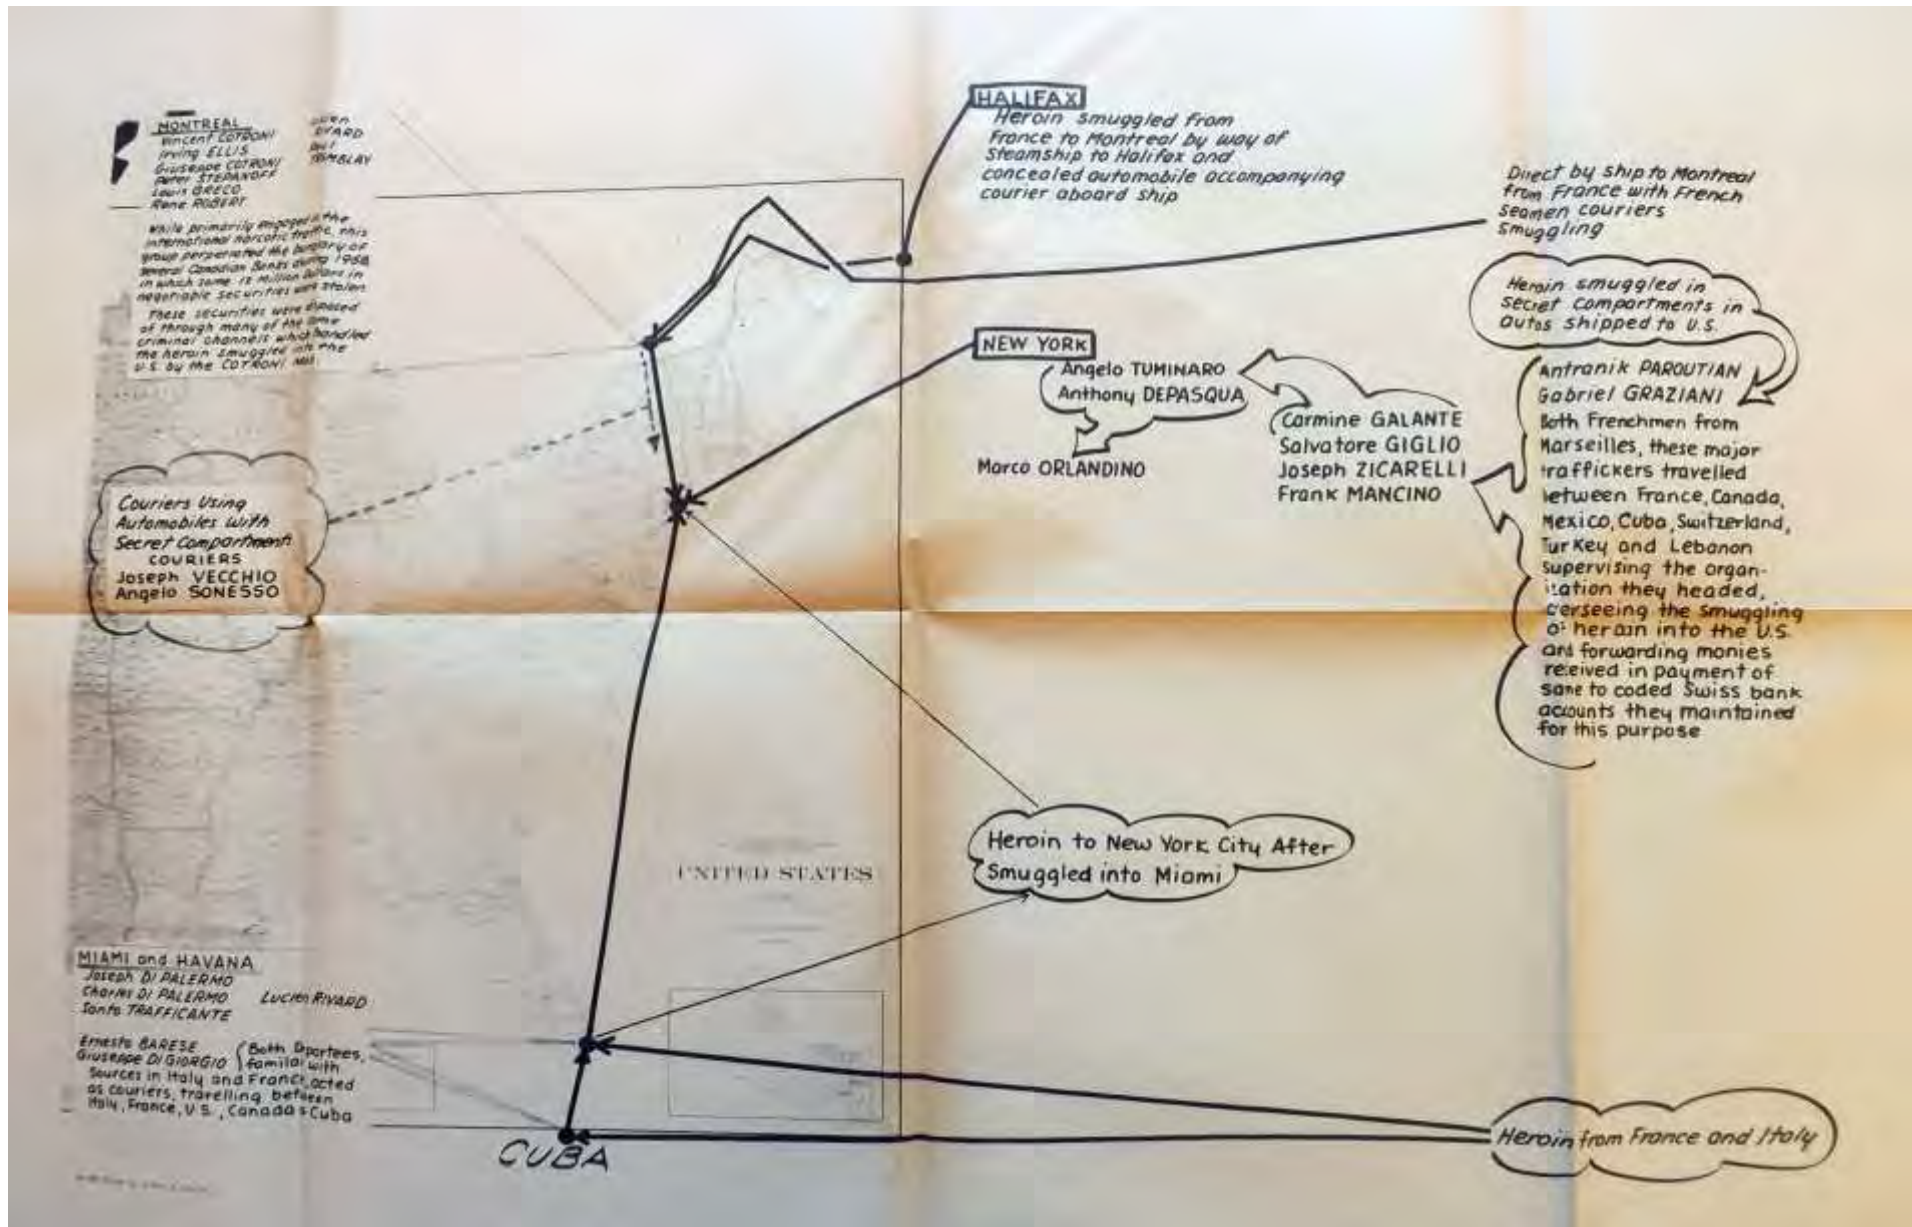 MONTREAL
Vincent COTRONI
Irving ELLIS
Giuseppe COTRONI
Peter STEPANOFF
Louis GRECO
Rene ROBERT
TREMBLAY
While primarily engaged in the
international narcotic traffic, this
group perpetrated the burglary of
Several Canadian Banks during 1958
in which some 12 Million Dollars in
negotiable securities was stolen
These securities were disposed
of through many of the same
criminal channels which handled
the heroin smuggled into the
U.S. by the COTRONI
HALIFAX
Heroin smuggled from
France to Montreal by way of
Steamship to Halifax and
concealed automobile accompanying
courier aboard ship
Direct by ship to Montreal
from France with French
seamen couriers
smuggling
Heroin smuggled in
secret compartments in
autos shipped to U.S.
NEW YORK
Angelo TUMINARO
Anthony DEPASQUA
Marco ORLANDINO
Carmine GALANTE
Salvatore GIGLIO
Joseph ZICARELLI
Frank MANCINO
Antranik PAROUTIAN
Gabriel GRAZIANI
Both Frenchmen from
Marseilles, these major
traffickers travelled
between France, Canada,
Mexico, Cuba, Switzerland,
Turkey and Lebanon
supervising the organ-
ization they headed,
overseeing the smuggling
of heroin into the U.S.
and forwarding monies
received in payment of
same to coded Swiss bank
accounts they maintained
for this purpose
Couriers Using
Automobiles with
Secret Compartment
COURIERS
Joseph VECCHIO
Angelo SONESSO
Heroin to New York City After
Smuggled into Miami
UNITED STATES
MIAMI and HAVANA
Joseph DI PALERMO
Charles DI PALERMO Lucien RIVARD
Santo TRAFFICANTE
Ernesto BARESE
Giuseppe DI GIORGIO
Both Deportees,
familar with
Sources in Italy and France, acted
as couriers, travelling between
Italy, France, U.S., Canada & Cuba
CUBA
Heroin from France and Italy